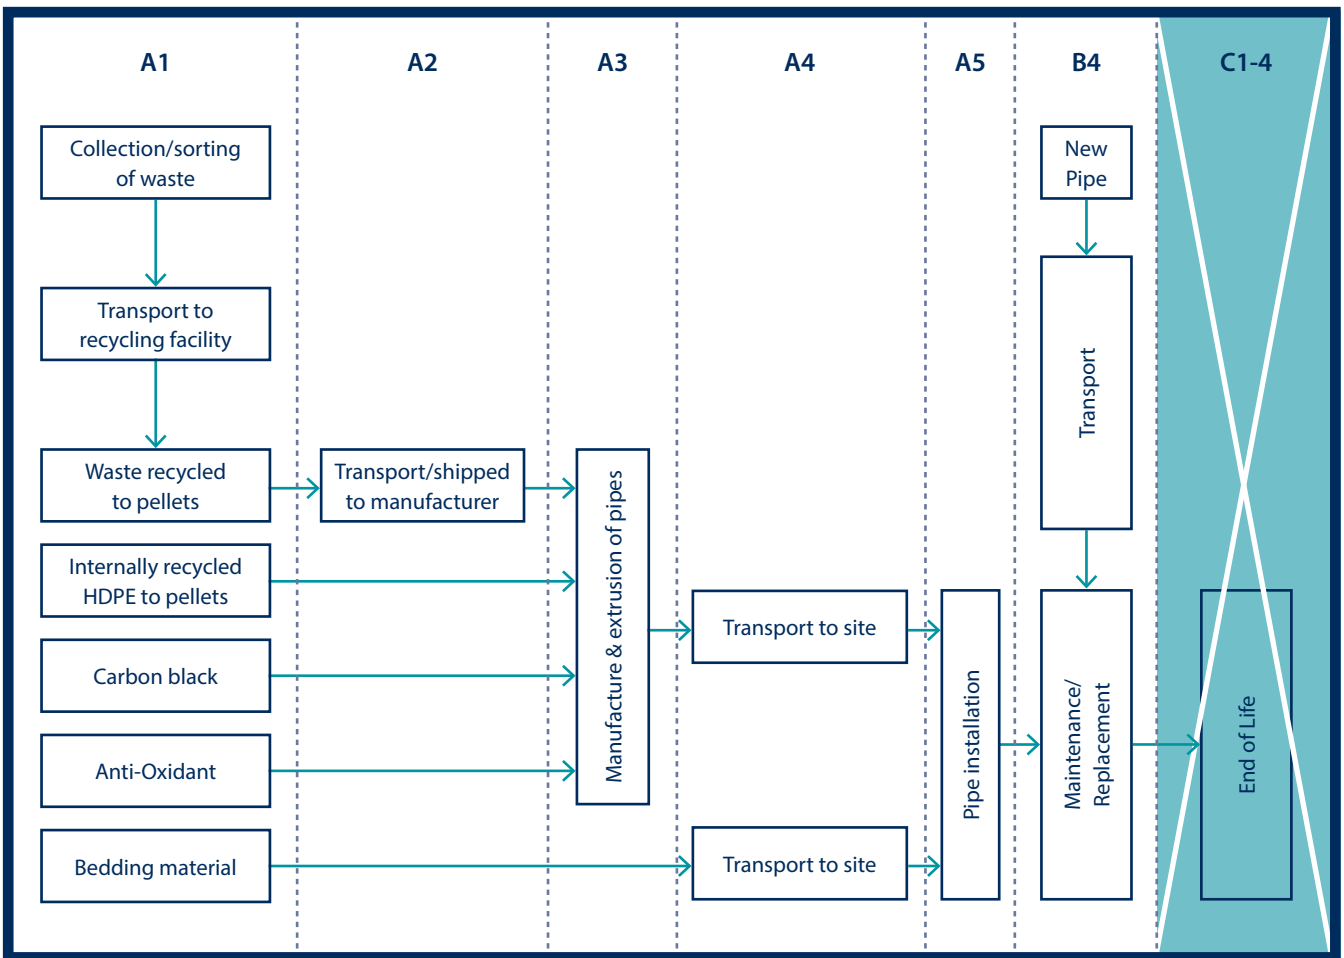 A1
A2
A3
A4
A5
B4
C1-4
Collection/sorting
of waste
Transport to
recycling facility
Waste recycled
to pellets
Internally recycled
HDPE to pellets
Carbon black
Anti-Oxidant
Bedding material
Transport/shipped
to manufacturer
Manufacture & extrusion of pipes
Transport to site
Transport to site
Pipe installation
New
Pipe
Transport
Maintenance/
Replacement
End of Life